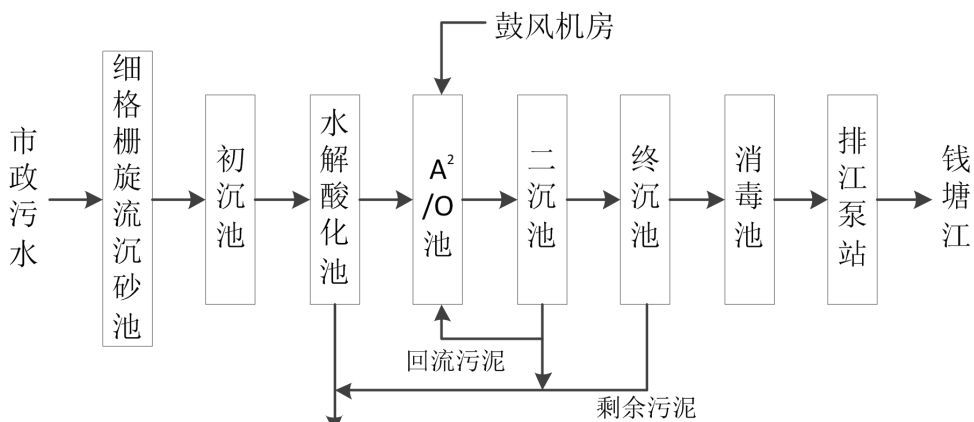 鼓风机房
市政污水
细格栅旋流沉砂池
初沉池
水解酸化池
A²
/O
池
二沉池
终沉池
消毒池
排江泵站
钱塘江
回流污泥
剩余污泥